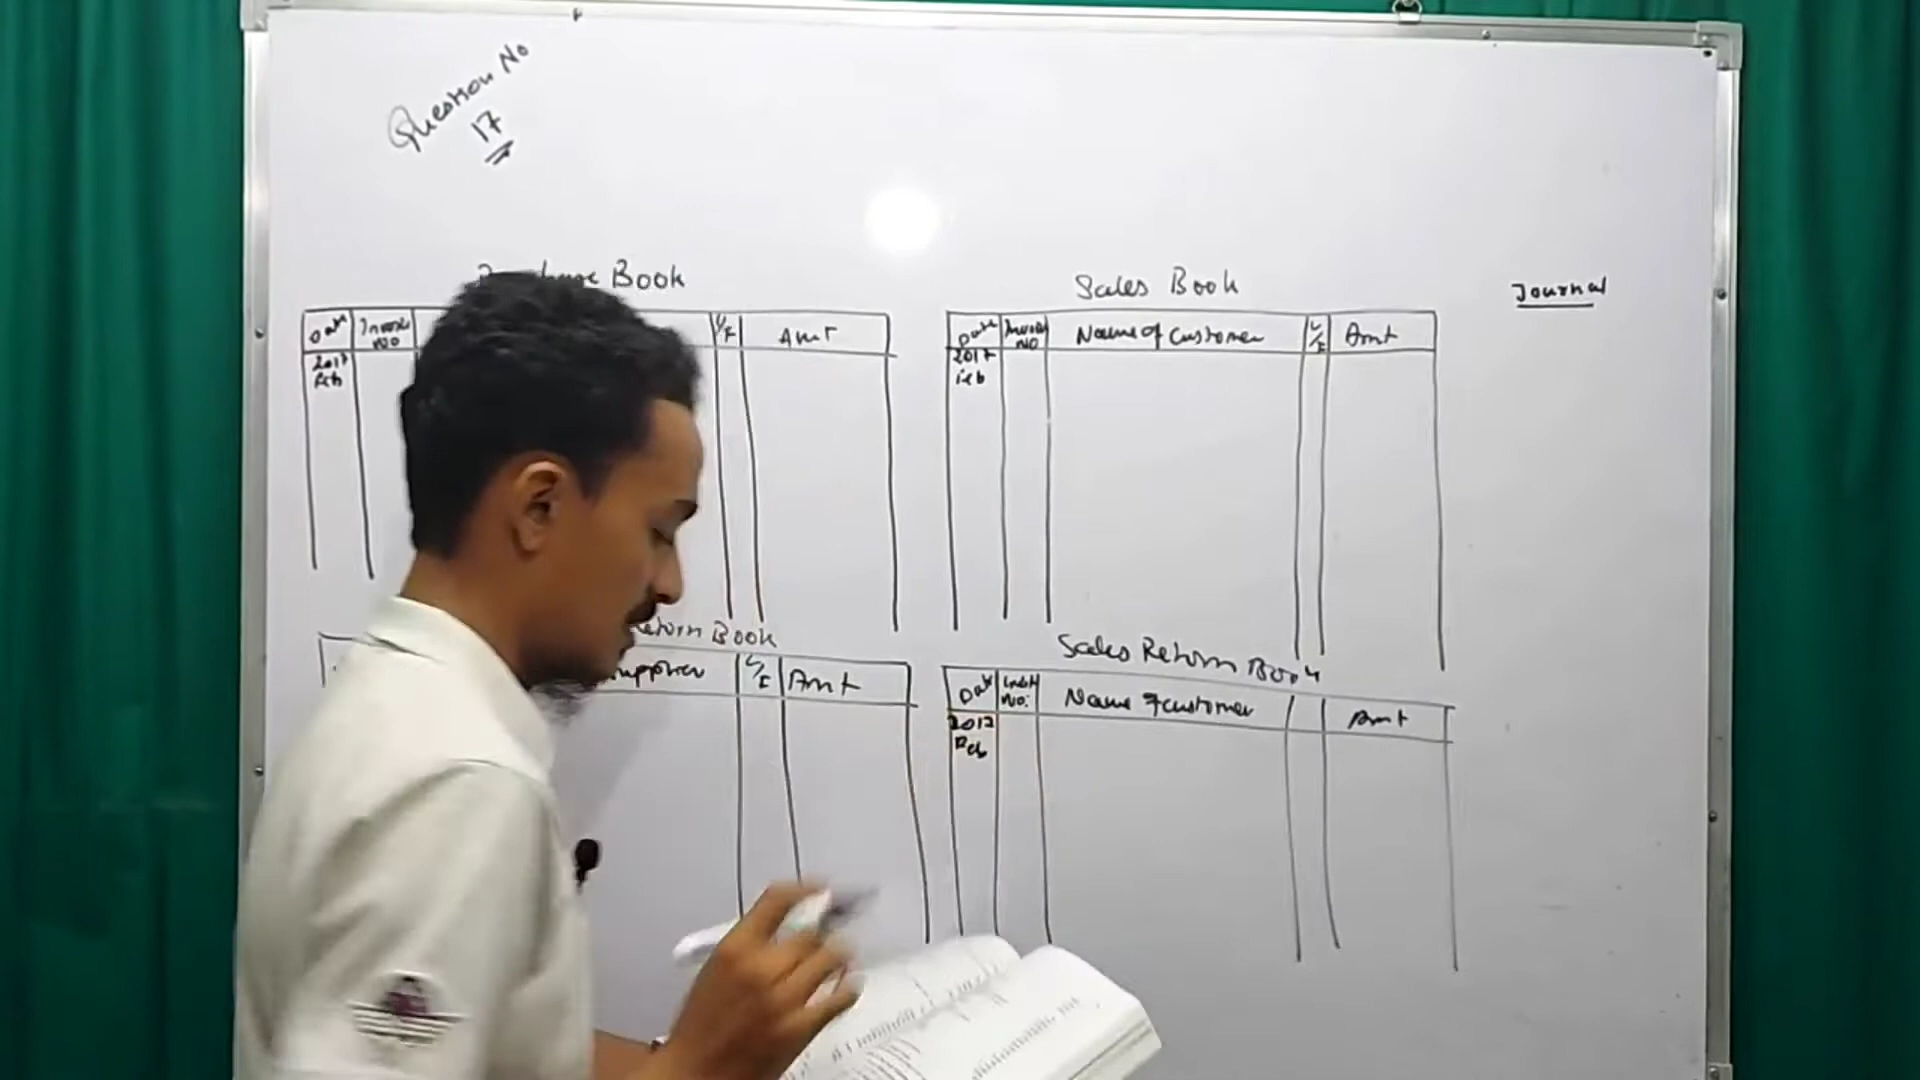 Question No
17
Book
Date Invoice No L/F Amt
2017
Feb
Sales Book
Date Invoice No Name of Customer L/F Amt
2017
Feb
Journal
Return Book
supplier L/F Amt
Sales Return Book
Date No. Name of customer Amt
2017
Feb